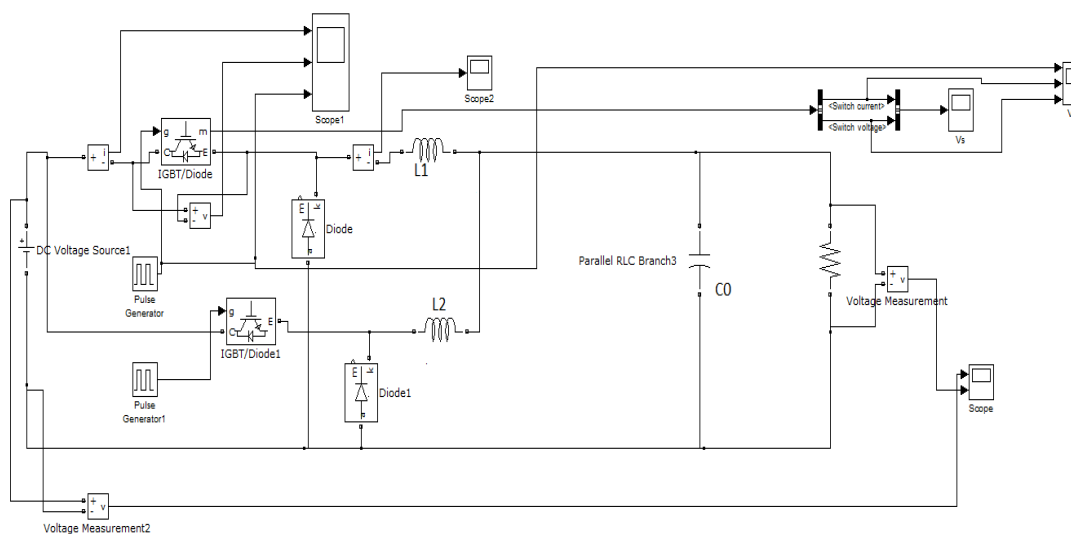 Scope1
Scope2
<Switch current>
<Switch voltage>
Vs
V
g
m
C
E
IGBT/Diode
+
-
i
+
-
i
L1
+
-
v
E
k
Diode
+
DC Voltage Source1
Pulse
Generator
Parallel RLC Branch3
C0
+
-
v
Voltage Measurement
g
C
E
IGBT/Diode1
L2
Pulse
Generator1
E
k
Diode1
Scope
+
-
v
Voltage Measurement2